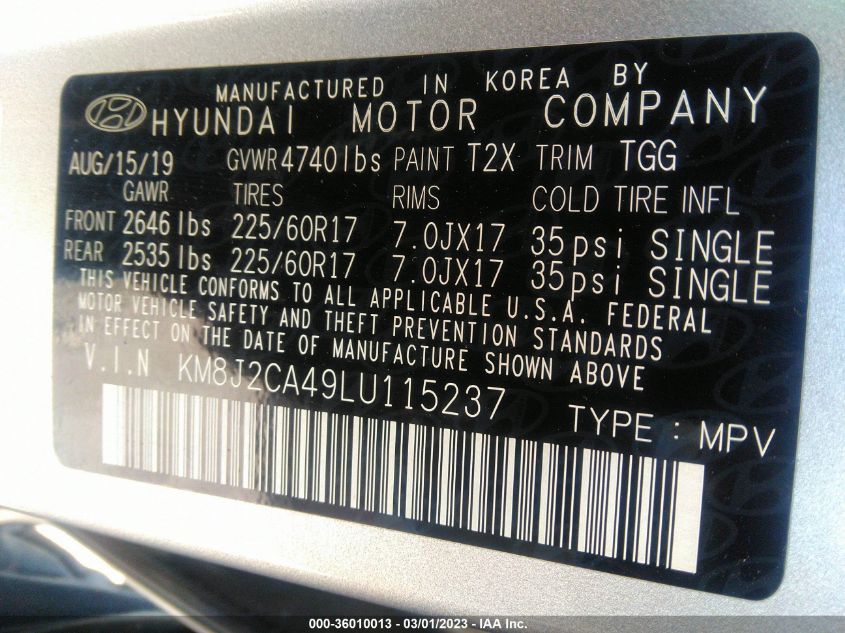 MANUFACTURED IN KOREA BY
HYUNDAI MOTOR COMPANY
AUG/15/19 GVWR 4740lbs PAINT T2X TRIM TGG
GAWR TIRES RIMS COLD TIRE INFL
FRONT 2646 lbs 225/60R17 7.0JX17 35psi SINGLE
REAR 2535 lbs 225/60R17 7.0JX17 35psi SINGLE
THIS VEHICLE CONFORMS TO ALL APPLICABLE U.S.A. FEDERAL
MOTOR VEHICLE SAFETY AND THEFT PREVENTION STANDARDS
IN EFFECT ON THE DATE OF MANUFACTURE SHOWN ABOVE
V.I.N KM8J2CA49LU115237
TYPE : MPV
000-36010013 - 03/01/2023 - IAA Inc.